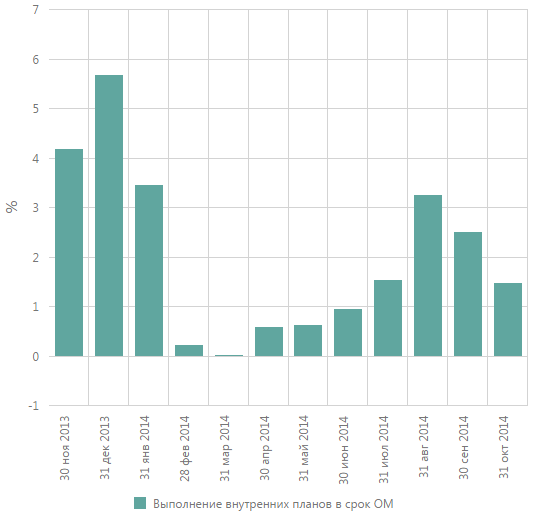 7
6
5
4
3
2
1
0
-1
%
30 ноя 2013
31 дек 2013
31 янв 2014
28 фев 2014
31 мар 2014
30 апр 2014
31 май 2014
30 июн 2014
31 июл 2014
31 авг 2014
30 сен 2014
31 окт 2014
Выполнение внутренних планов в срок ОМ